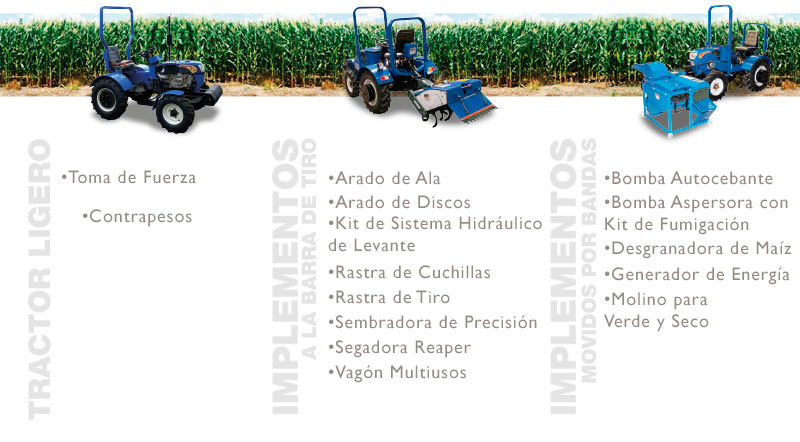 TRACTOR LIGERO
•Toma de Fuerza
•Contrapesos
IMPLEMENTOS
A LA BARRA DE TIRO
•Arado de Ala
•Arado de Discos
•Kit de Sistema Hidráulico
de Levante
•Rastra de Cuchillas
•Rastra de Tiro
•Sembradora de Precisión
•Segadora Reaper
•Vagón Multiusos
IMPLEMENTOS
MOVIDOS POR BANDAS
•Bomba Autocebante
•Bomba Aspersora con
Kit de Fumigación
•Desgranadora de Maíz
•Generador de Energía
•Molino para
Verde y Seco